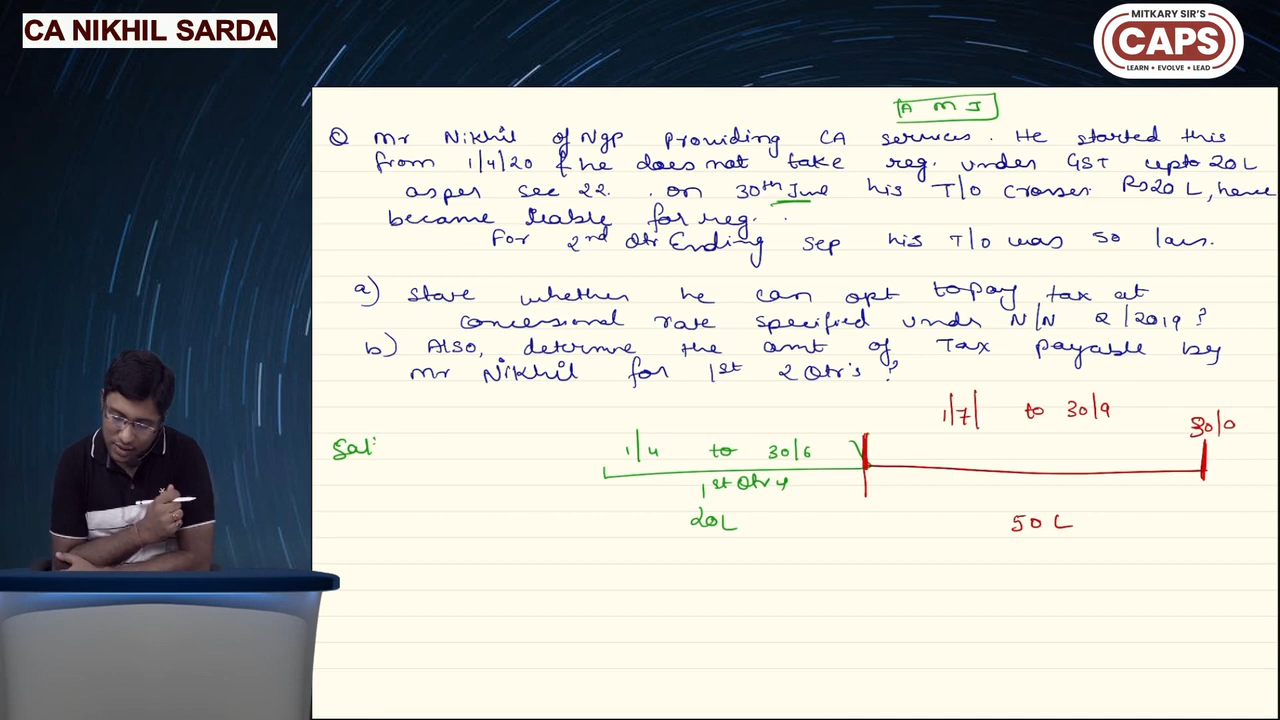 CA NIKHIL SARDA
MITKARY SIR'S
CAPS
LEARN • EVOLVE • LEAD
A M J
Q Mr Nikhil of Ngp providing CA services. He started this
from 1/4/20 & he does not take reg. under GST upto 20L
as per sec 22. on 30th June his T/O crosses Rs 20 L, hence
became liable for reg.
For 2nd Qtr Ending Sep his T/O was 50 lacs.
a) State whether he can opt to pay tax at
concessional rate specified under N/N 2/2019?
b) Also, determine the amt of Tax payable by
Mr Nikhil for 1st 2 Qtr's?
1/7/ to 30/9
30/9
Sol:
1/4 to 30/6
1st Qtr
20L
50 L